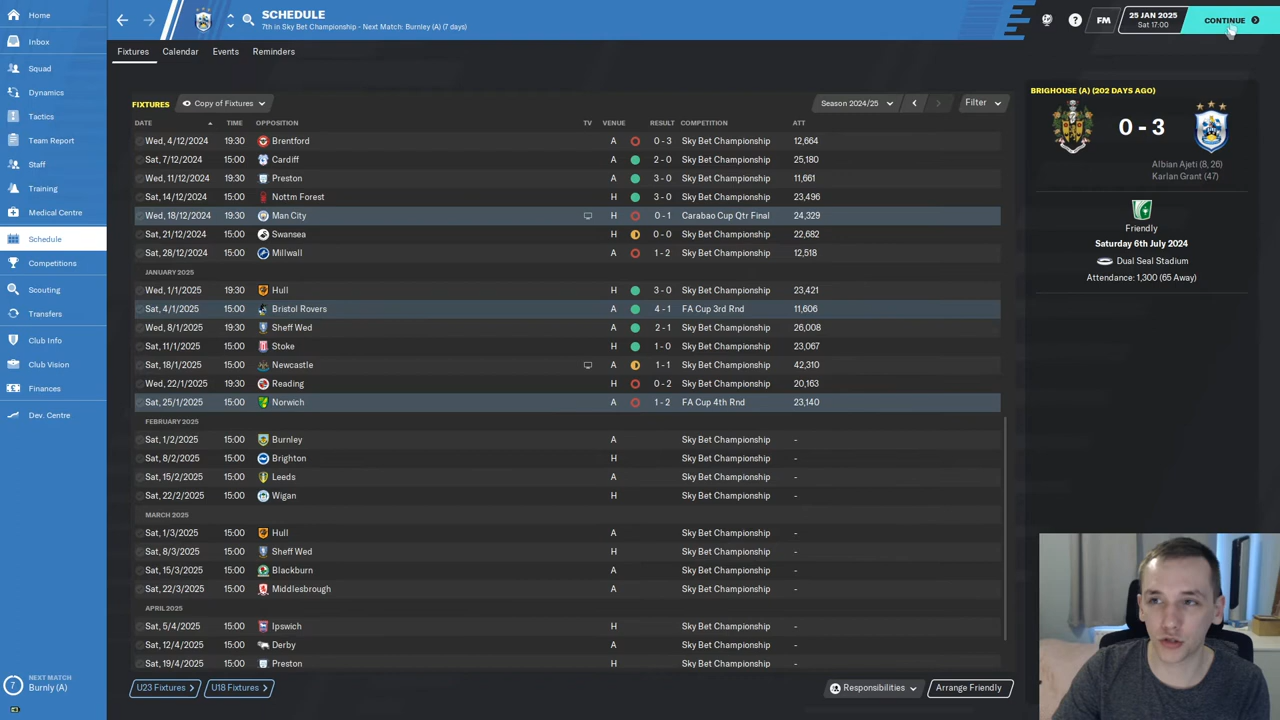 Home
Inbox
Squad
Dynamics
Tactics
Team Report
Staff
Training
Medical Centre
Schedule
Competitions
Scouting
Transfers
Club Info
Club Vision
Finances
Dev. Centre
7
NEXT MATCH
Burnly (A)
SCHEDULE
7th in Sky Bet Championship - Next Match: Burnley (A) (7 days)
?
FM
25 JAN 2025
Sat 17:00
CONTINUE
Fixtures Calendar Events Reminders
FIXTURES Copy of Fixtures Season 2024/25 Filter
DATE TIME OPPOSITION TV VENUE RESULT COMPETITION ATT
Wed, 4/12/2024 19:30 Brentford A 0 - 3 Sky Bet Championship 12,664
Sat, 7/12/2024 15:00 Cardiff A 2 - 0 Sky Bet Championship 25,180
Wed, 11/12/2024 19:30 Preston A 3 - 0 Sky Bet Championship 11,661
Sat, 14/12/2024 15:00 Nottm Forest H 3 - 0 Sky Bet Championship 23,496
Wed, 18/12/2024 19:30 Man City H 0 - 1 Carabao Cup Qtr Final 24,329
Sat, 21/12/2024 15:00 Swansea H 0 - 0 Sky Bet Championship 22,682
Sat, 28/12/2024 15:00 Millwall A 1 - 2 Sky Bet Championship 12,518
JANUARY 2025
Wed, 1/1/2025 19:30 Hull H 3 - 0 Sky Bet Championship 23,421
Sat, 4/1/2025 15:00 Bristol Rovers A 4 - 1 FA Cup 3rd Rnd 11,606
Wed, 8/1/2025 19:30 Sheff Wed A 2 - 1 Sky Bet Championship 26,008
Sat, 11/1/2025 15:00 Stoke H 1 - 0 Sky Bet Championship 23,067
Sat, 18/1/2025 15:00 Newcastle A 1 - 1 Sky Bet Championship 42,310
Wed, 22/1/2025 19:30 Reading H 0 - 2 Sky Bet Championship 20,163
Sat, 25/1/2025 15:00 Norwich A 1 - 2 FA Cup 4th Rnd 23,140
FEBRUARY 2025
Sat, 1/2/2025 15:00 Burnley A Sky Bet Championship -
Sat, 8/2/2025 15:00 Brighton H Sky Bet Championship -
Sat, 15/2/2025 15:00 Leeds A Sky Bet Championship -
Sat, 22/2/2025 15:00 Wigan H Sky Bet Championship -
MARCH 2025
Sat, 1/3/2025 15:00 Hull A Sky Bet Championship -
Sat, 8/3/2025 15:00 Sheff Wed H Sky Bet Championship -
Sat, 15/3/2025 15:00 Blackburn A Sky Bet Championship -
Sat, 22/3/2025 15:00 Middlesbrough A Sky Bet Championship -
APRIL 2025
Sat, 5/4/2025 15:00 Ipswich H Sky Bet Championship -
Sat, 12/4/2025 15:00 Derby A Sky Bet Championship -
Sat, 19/4/2025 15:00 Preston H Sky Bet Championship -
U23 Fixtures U18 Fixtures Responsibilities Arrange Friendly
BRIGHOUSE (A) (202 DAYS AGO)
0 - 3
Albian Ajeti (8, 26)
Karlan Grant (47)
Friendly
Saturday 6th July 2024
Dual Seal Stadium
Attendance: 1,300 (65 Away)